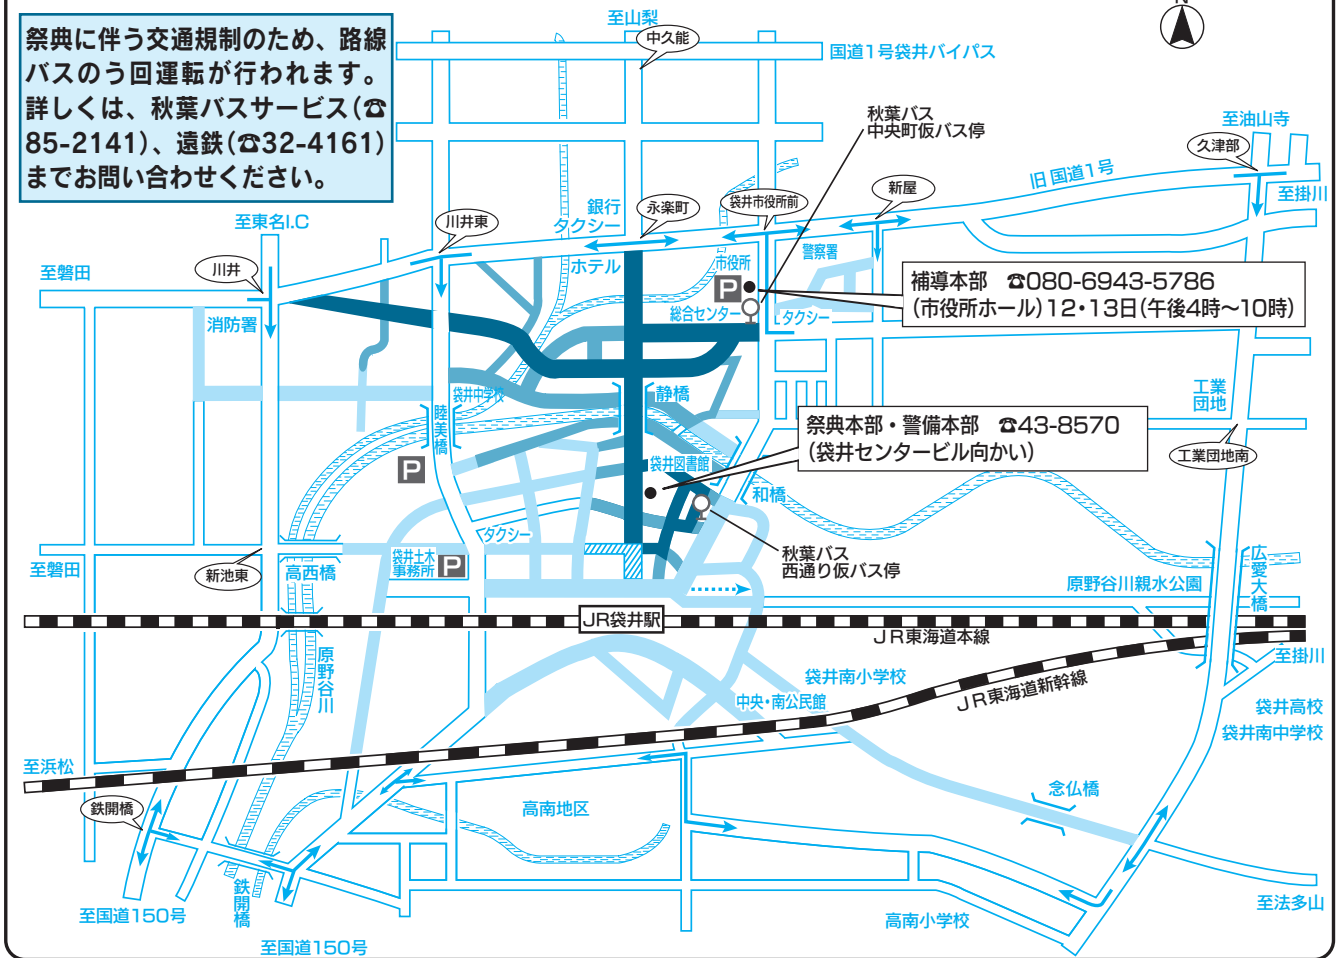 祭典に伴う交通規制のため、路線
バスのう回運転が行われます。
詳しくは、秋葉バスサービス(☎
85-2141)、遠鉄(☎32-4161)
までお問い合わせください。
N
至山梨
中久能
国道1号袋井バイパス
秋葉バス
中央町仮バス停
至油山寺
久津部
旧国道1号
至掛川
至東名I.C
川井東
銀行
タクシー
永楽町
袋井市役所前
新屋
至磐田
川井
ホテル
市役所
警察署
P
補導本部 ☎080-6943-5786
(市役所ホール)12・13日(午後4時〜10時)
消防署
総合センター
タクシー
袋井中学校
静橋
工業
団地
陸美橋
祭典本部・警備本部 ☎43-8570
(袋井センタービル向かい)
工業団地南
P
袋井図書館
和橋
タクシー
秋葉バス
西通り仮バス停
至磐田
新池東
高西橋
袋井土木
事務所
P
広愛大橋
原野谷川親水公園
JR袋井駅
JR東海道本線
至掛川
原野谷川
袋井南小学校
中央・南公民館
JR東海道新幹線
袋井高校
袋井南中学校
至浜松
鉄開橋
高南地区
念仏橋
鉄開橋
至国道150号
至国道150号
高南小学校
至法多山